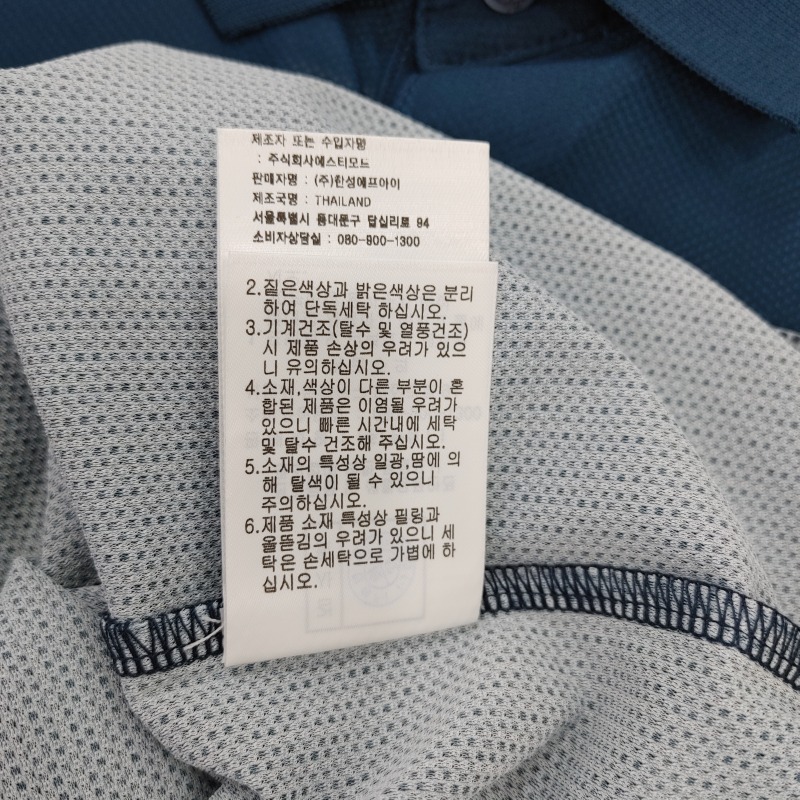 제조자 또는 수입자명
: 주식회사에스티모드
판매자명 : (주)한성에프아이
제조국명 : THAILAND
서울특별시 동대문구 답십리로 94
소비자상담실 : 080-900-1300
2.짙은색상과 밝은색상은 분리
하여 단독세탁 하십시오.
3.기계건조(탈수 및 열풍건조)
시 제품 손상의 우려가 있으
니 유의하십시오.
4.소재,색상이 다른 부분이 혼
합된 제품은 이염될 우려가
있으니 빠른 시간내에 세탁
및 탈수 건조해 주십시오.
5.소재의 특성상 일광,땀에 의
해 탈색이 될 수 있으니
주의하십시오.
6.제품 소재 특성상 필링과
올뜯김의 우려가 있으니 세
탁은 손세탁으로 가볍에 하
십시오.